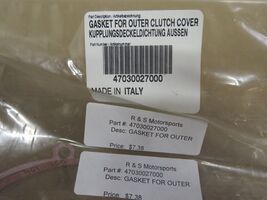 Part Description - Artikelbezeichnung
GASKET FOR OUTER CLUTCH COVER
KUPPLUNGSDECKELDICHTUNG AUSSEN
Part Number - Artikelnummer
47030027000
MADE IN ITALY
R & S Motorsports
Part #: 47030027000
Desc: GASKET FOR OUTER
Price: $7.38
R & S Motorsports
Part #: 47030027000
Desc: GASKET FOR OUTER
Price: $7.38